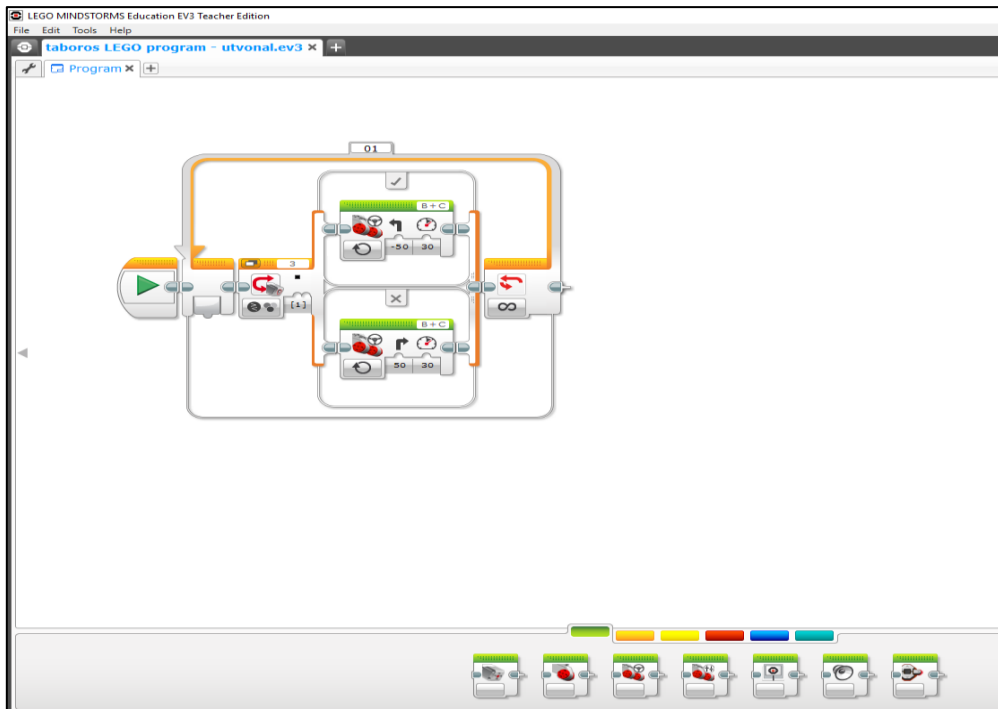 LEGO MINDSTORMS Education EV3 Teacher Edition
File Edit Tools Help
taboros LEGO program - utvonal.ev3
Program
01
B + C
-50 30
3
[1]
B + C
50 30